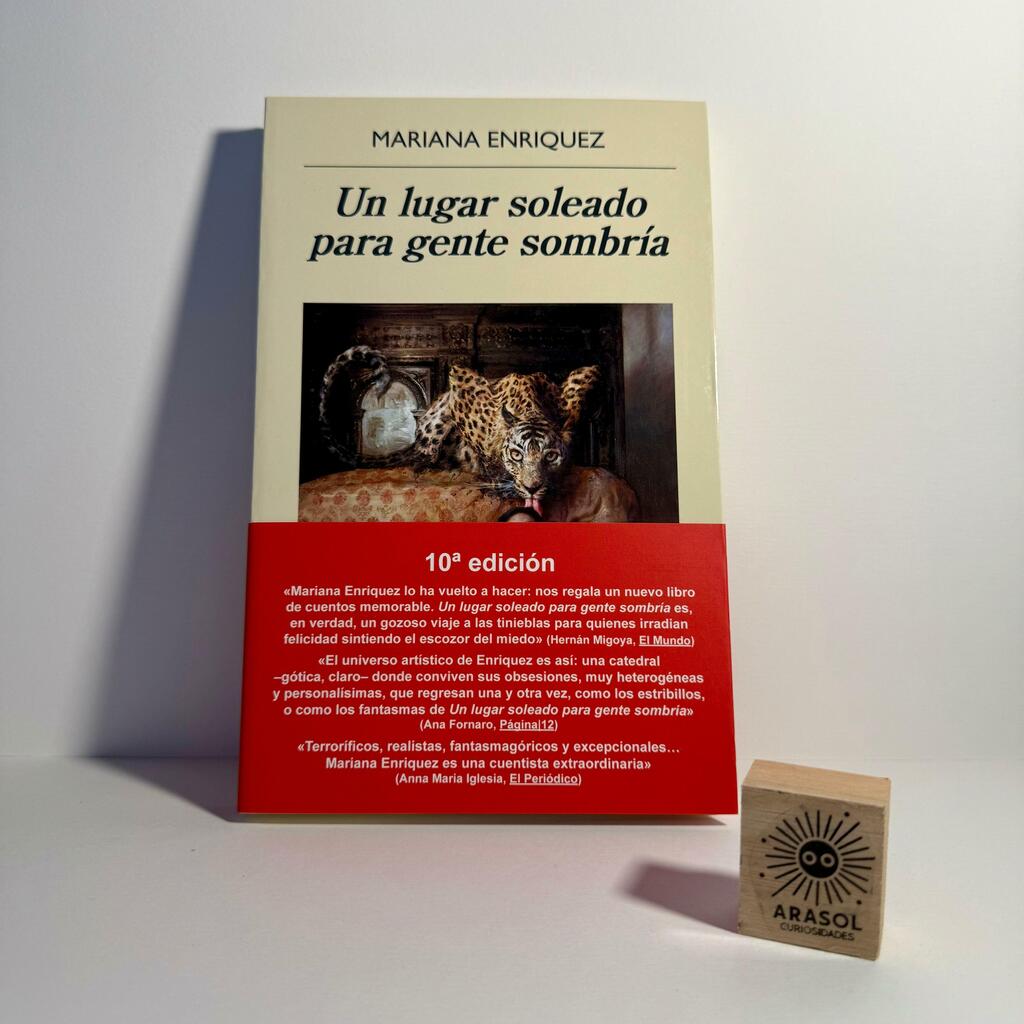 MARIANA ENRIQUEZ
Un lugar soleado
para gente sombría
10ª edición
«Mariana Enriquez lo ha vuelto a hacer: nos regala un nuevo libro
de cuentos memorable. Un lugar soleado para gente sombría es,
en verdad, un gozoso viaje a las tinieblas para quienes irradian
felicidad sintiendo el escozor del miedo» (Hernán Migoya, El Mundo)
«El universo artístico de Enriquez es así: una catedral
–gótica, claro– donde conviven sus obsesiones, muy heterogéneas
y personalísimas, que regresan una y otra vez, como los estribillos,
o como los fantasmas de Un lugar soleado para gente sombría»
(Ana Fornaro, Página|12)
«Terroríficos, realistas, fantasmagóricos y excepcionales…
Mariana Enriquez es una cuentista extraordinaria»
(Anna Maria Iglesia, El Periódico)
ARASOL
CURIOSIDADES